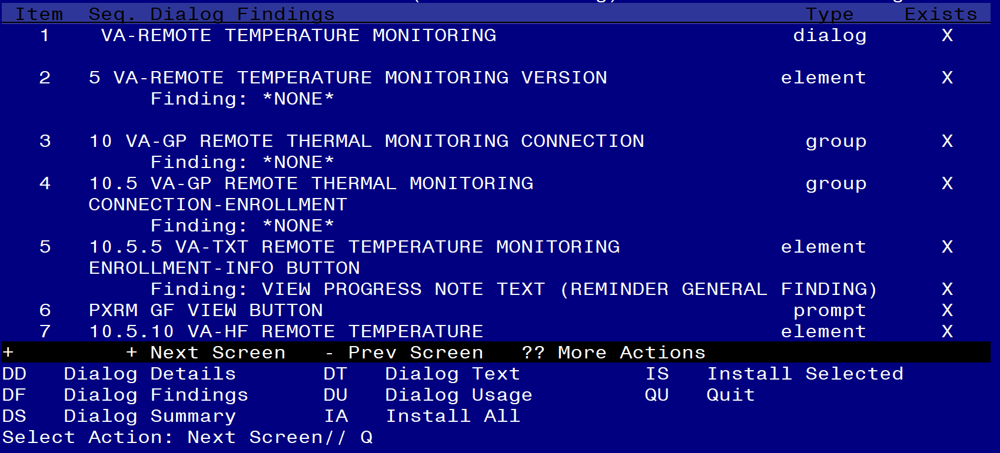 Item  Seq. Dialog Findings  Type  Exists
1  VA-REMOTE TEMPERATURE MONITORING  dialog  X
2  5 VA-REMOTE TEMPERATURE MONITORING VERSION  element  X
Finding: *NONE*
3  10 VA-GP REMOTE THERMAL MONITORING CONNECTION  group  X
Finding: *NONE*
4  10.5 VA-GP REMOTE THERMAL MONITORING  group  X
CONNECTION-ENROLLMENT
Finding: *NONE*
5  10.5.5 VA-TXT REMOTE TEMPERATURE MONITORING  element  X
ENROLLMENT-INFO BUTTON
Finding: VIEW PROGRESS NOTE TEXT (REMINDER GENERAL FINDING)  X
6  PXRM GF VIEW BUTTON  prompt  X
7  10.5.10 VA-HF REMOTE TEMPERATURE  element  X
+  + Next Screen  - Prev Screen  ?? More Actions
DD  Dialog Details  DT  Dialog Text  IS  Install Selected
DF  Dialog Findings  DU  Dialog Usage  QU  Quit
DS  Dialog Summary  IA  Install All
Select Action: Next Screen// Q